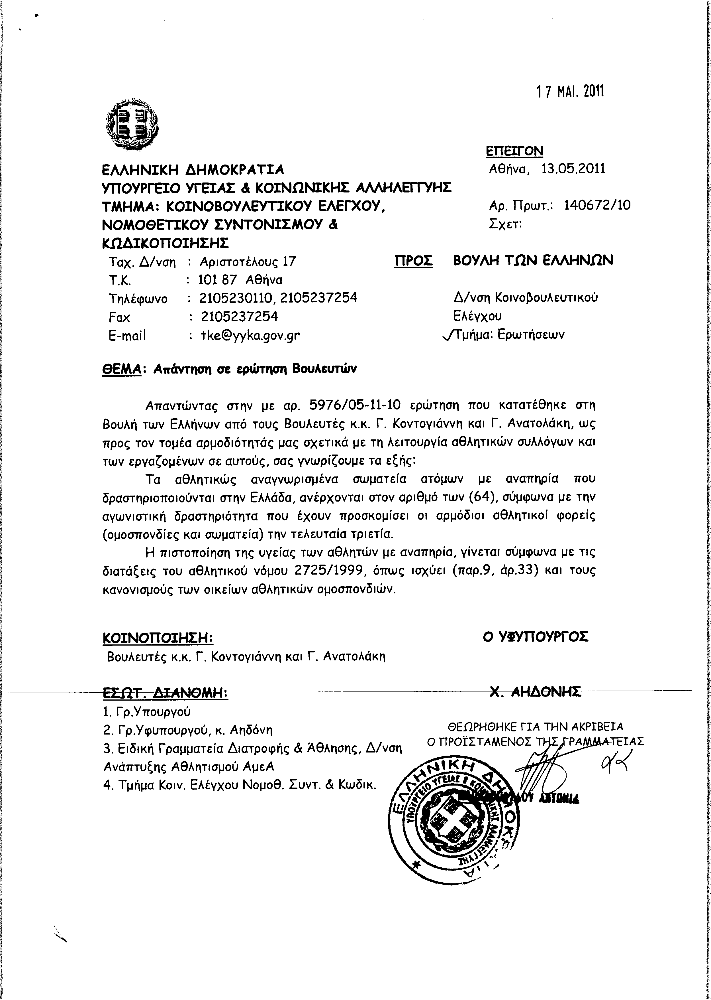 17 ΜΑΙ. 2011
ΕΠΕΙΓΟΝ
ΕΛΛΗΝΙΚΗ ΔΗΜΟΚΡΑΤΙΑ
Αθήνα, 13.05.2011
ΥΠΟΥΡΓΕΙΟ ΥΓΕΙΑΣ & ΚΟΙΝΩΝΙΚΗΣ ΑΛΛΗΛΕΓΓΥΗΣ
ΤΜΗΜΑ: ΚΟΙΝΟΒΟΥΛΕΥΤΙΚΟΥ ΕΛΕΓΧΟΥ,
Αρ. Πρωτ.: 140672/10
ΝΟΜΟΘΕΤΙΚΟΥ ΣΥΝΤΟΝΙΣΜΟΥ &
Σχετ:
ΚΩΔΙΚΟΠΟΙΗΣΗΣ
Ταχ. Δ/νση : Αριστοτέλους 17
ΠΡΟΣ ΒΟΥΛΗ ΤΩΝ ΕΛΛΗΝΩΝ
Τ.Κ. : 101 87 Αθήνα
Τηλέφωνο : 2105230110, 2105237254
Δ/νση Κοινοβουλευτικού
Fax : 2105237254
Ελέγχου
E-mail : tke@yyka.gov.gr
Τμήμα: Ερωτήσεων
ΘΕΜΑ: Απάντηση σε ερώτηση Βουλευτών
Απαντώντας στην με αρ. 5976/05-11-10 ερώτηση που κατατέθηκε στη
Βουλή των Ελλήνων από τους Βουλευτές κ.κ. Γ. Κοντογιάννη και Γ. Ανατολάκη, ως
προς τον τομέα αρμοδιότητάς μας σχετικά με τη λειτουργία αθλητικών συλλόγων και
των εργαζομένων σε αυτούς, σας γνωρίζουμε τα εξής:
Τα αθλητικώς αναγνωρισμένα σωματεία ατόμων με αναπηρία που
δραστηριοποιούνται στην Ελλάδα, ανέρχονται στον αριθμό των (64), σύμφωνα με την
αγωνιστική δραστηριότητα που έχουν προσκομίσει οι αρμόδιοι αθλητικοί φορείς
(ομοσπονδίες και σωματεία) την τελευταία τριετία.
Η πιστοποίηση της υγείας των αθλητών με αναπηρία, γίνεται σύμφωνα με τις
διατάξεις του αθλητικού νόμου 2725/1999, όπως ισχύει (παρ.9, άρ.33) και τους
κανονισμούς των οικείων αθλητικών ομοσπονδιών.
ΚΟΙΝΟΠΟΙΗΣΗ:
Ο ΥΦΥΠΟΥΡΓΟΣ
Βουλευτές κ.κ. Γ. Κοντογιάννη και Γ. Ανατολάκη
ΕΣΩΤ. ΔΙΑΝΟΜΗ:
Χ. ΑΗΔΟΝΗΣ
1. Γρ.Υπουργού
2. Γρ.Υφυπουργού, κ. Αηδόνη
3. Ειδική Γραμματεία Διατροφής & Άθλησης, Δ/νση
Ανάπτυξης Αθλητισμού ΑμεΑ
4. Τμήμα Κοιν. Ελέγχου Νομοθ. Συντ. & Κωδικ.
ΘΕΩΡΗΘΗΚΕ ΓΙΑ ΤΗΝ ΑΚΡΙΒΕΙΑ
Ο ΠΡΟΪΣΤΑΜΕΝΟΣ ΤΗΣ ΓΡΑΜΜΑΤΕΙΑΣ
ΑΝΤΩΝΙΑ
ΕΛΛΗΝΙΚΗ ΔΗΜΟΚΡΑΤΙΑ
ΥΠΟΥΡΓΕΙΟ ΥΓΕΙΑΣ & ΚΟΙΝΩΝΙΚΗΣ ΑΛΛΗΛΕΓΓΥΗΣ